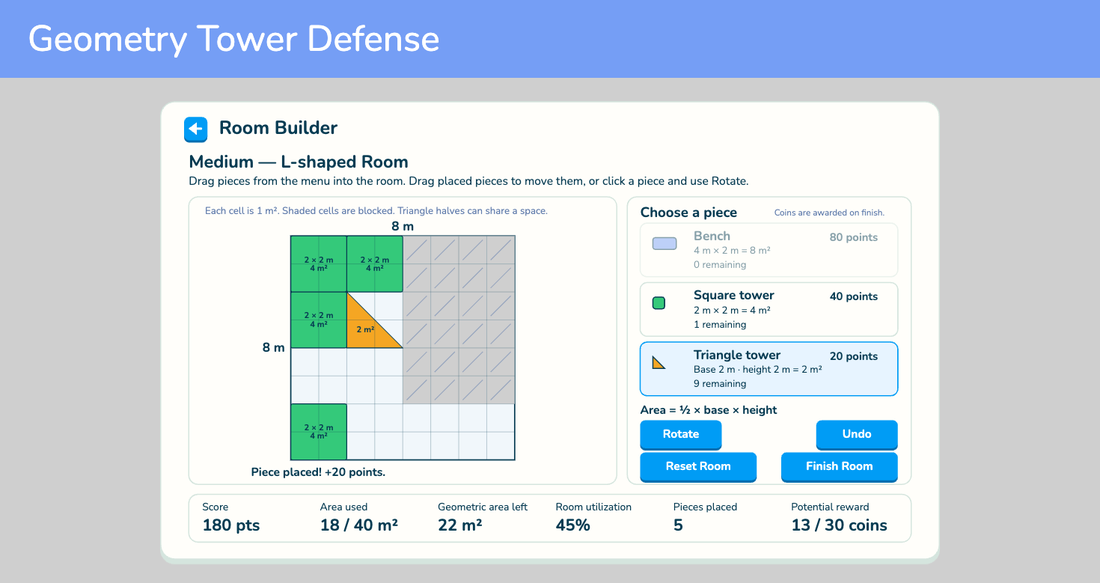 Geometry Tower Defense
Room Builder
Medium — L-shaped Room
Drag pieces from the menu into the room. Drag placed pieces to move them, or click a piece and use Rotate.
Each cell is 1 m². Shaded cells are blocked. Triangle halves can share a space.
8 m
2 × 2 m
4 m²
2 × 2 m
4 m²
2 × 2 m
4 m²
2 m²
8 m
2 × 2 m
4 m²
Piece placed! +20 points.
Choose a piece
Coins are awarded on finish.
Bench
80 points
4 m × 2 m = 8 m²
0 remaining
Square tower
40 points
2 m × 2 m = 4 m²
1 remaining
Triangle tower
20 points
Base 2 m · height 2 m = 2 m²
9 remaining
Area = ½ × base × height
Rotate
Undo
Reset Room
Finish Room
Score
180 pts
Area used
18 / 40 m²
Geometric area left
22 m²
Room utilization
45%
Pieces placed
5
Potential reward
13 / 30 coins